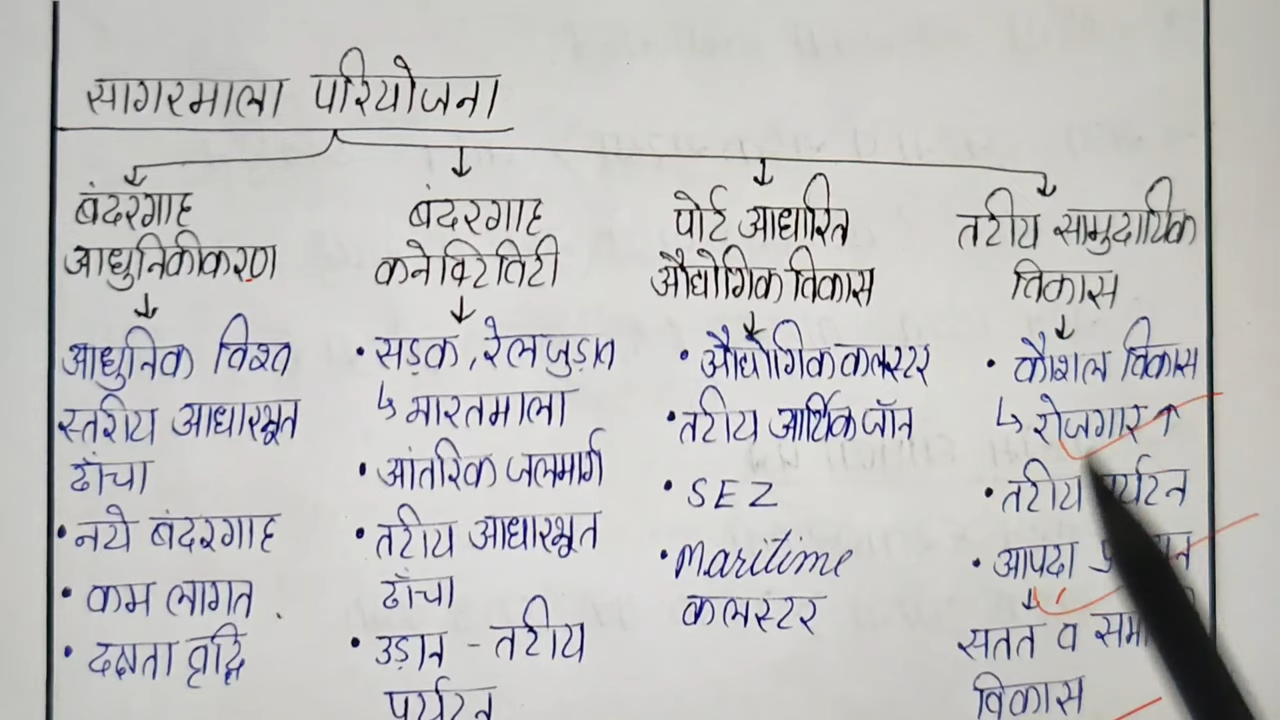 सागरमाला परियोजना
बंदरगाह
आधुनिकीकरण
आधुनिक विश्व
स्तरीय आधारभूत
ढाँचा
• नये बंदरगाह
• कम लागत
• दक्षता वृद्धि
बंदरगाह
कनेक्टिविटी
• सड़क, रेल जुड़ाव
↳ भारतमाला
• आंतरिक जलमार्ग
• तटीय आधारभूत
ढाँचा
• उड़ान - तटीय
पर्यटन
पोर्ट आधारित
औद्योगिक विकास
• औद्योगिक कलस्टर
• तटीय आर्थिक जॉन
• SEZ
• Maritime
कलस्टर
तटीय सामुदायिक
विकास
• कौशल विकास
↳ रोजगार ↑
• तटीय
• आपदा
सतत व
विकास